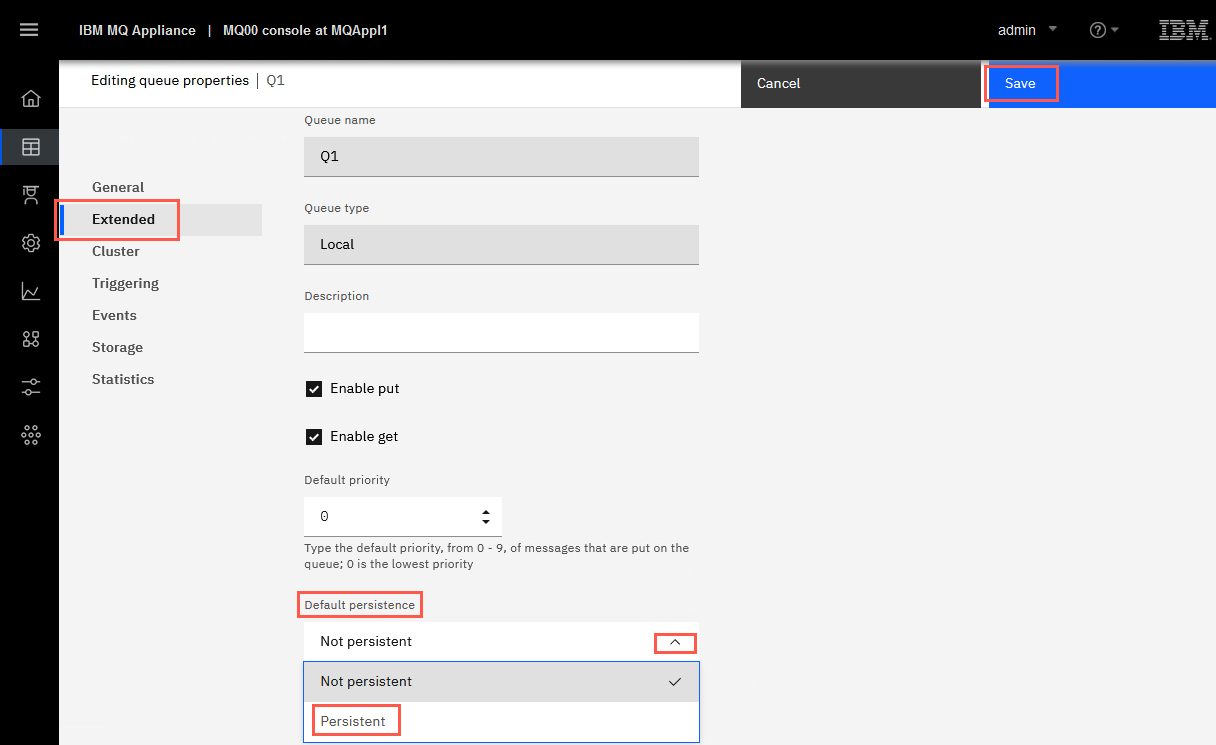 IBM MQ Appliance | MQ00 console at MQAppl1
admin
IBM
Editing queue properties | Q1
Cancel
Save
General
Extended
Cluster
Triggering
Events
Storage
Statistics
Queue name
Q1
Queue type
Local
Description
Enable put
Enable get
Default priority
0
Type the default priority, from 0 - 9, of messages that are put on the
queue; 0 is the lowest priority
Default persistence
Not persistent
Not persistent
Persistent